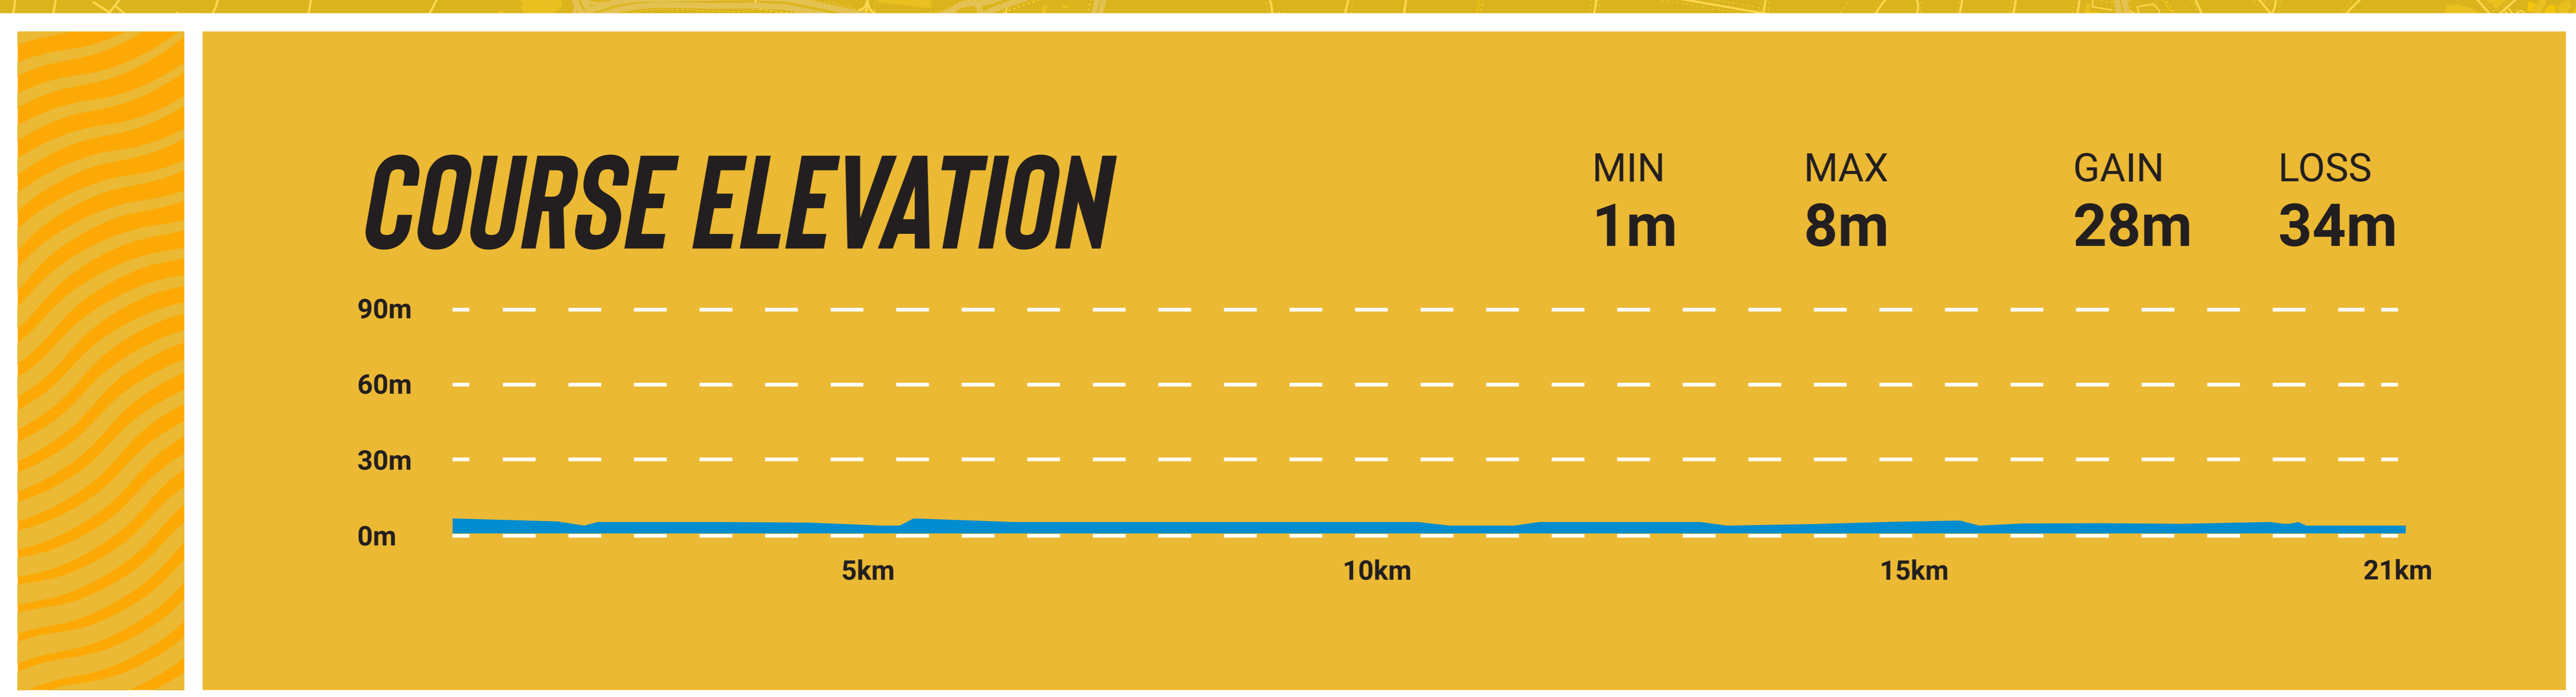 COURSE ELEVATION
MIN MAX GAIN LOSS
1m 8m 28m 34m
90m
60m
30m
0m
5km 10km 15km 21km